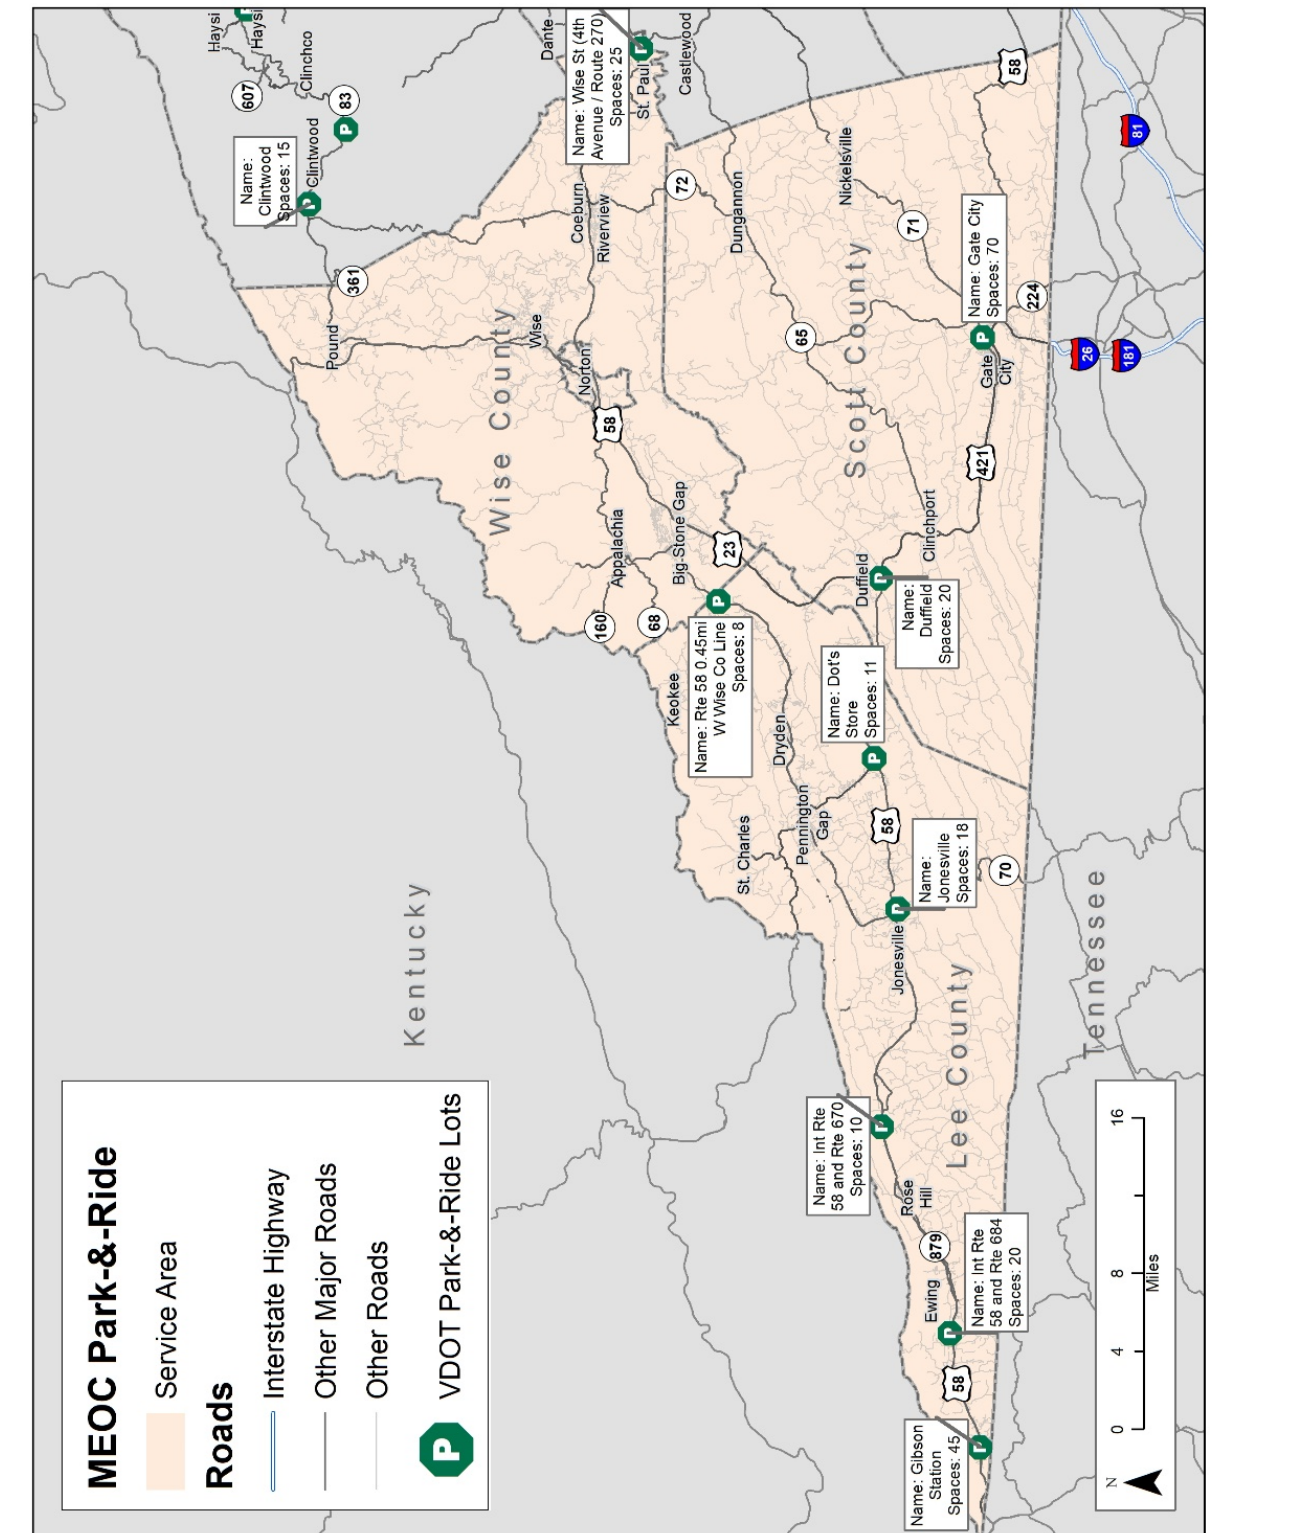 MEOC Park-&-Ride
Service Area
Roads
Interstate Highway
Other Major Roads
Other Roads
P
VDOT Park-&-Ride Lots
Kentucky
Tennessee
Wise County
Scott County
Lee County
Haysi
Haysi
607
Clinchco
83
P
Clintwood
Name:
Clintwood
Spaces: 15
P
361
Pound
Wise
Norton
58
Coeburn
Riverview
Dante
Name: Wise St (4th
Avenue / Route 270)
Spaces: 25
St. Paul
Castlewood
72
Dungannon
Nickelsville
71
65
58
81
Name: Gate City
Spaces: 70
P
Gate
City
224
26
181
421
Clinchport
Duffield
Name:
Duffield
Spaces: 20
Appalachia
Big Stone Gap
23
160
68
P
Name: Rte 58 0.45mi
W Wise Co Line
Spaces: 8
Keokee
Dryden
Name: Dot's
Store
Spaces: 11
P
Pennington
Gap
St. Charles
58
Name:
Jonesville
Spaces: 18
70
Jonesville
Name: Int Rte
58 and Rte 670
Spaces: 10
Rose
Hill
879
Ewing
Name: Int Rte
58 and Rte 684
Spaces: 20
58
Name: Gibson
Station
Spaces: 45
N
0 4 8 16
Miles